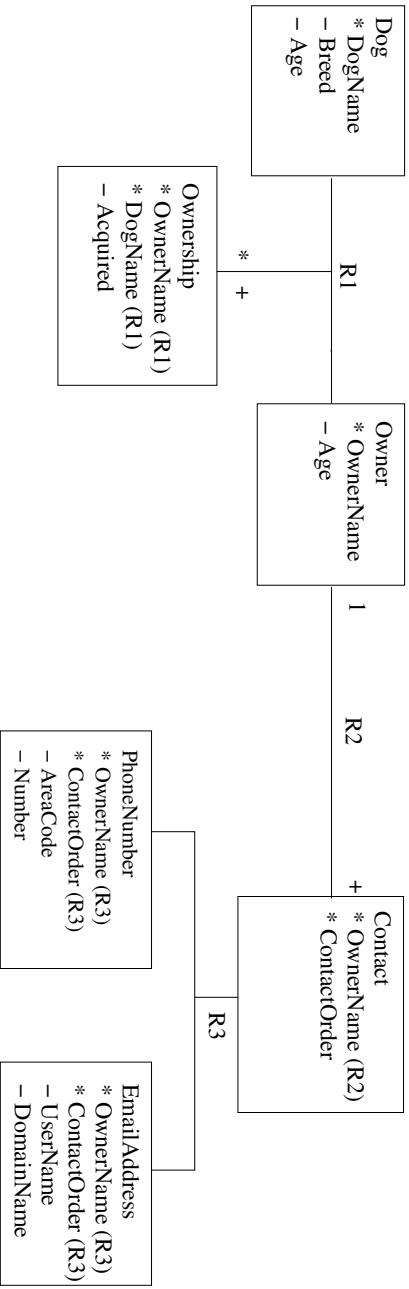 Dog
* DogName
– Breed
– Age
R1
Owner
* OwnerName
– Age
1
R2
+
Contact
* OwnerName (R2)
* ContactOrder
*
+
Ownership
* OwnerName (R1)
* DogName (R1)
– Acquired
R3
PhoneNumber
* OwnerName (R3)
* ContactOrder (R3)
– AreaCode
– Number
EmailAddress
* OwnerName (R3)
* ContactOrder (R3)
– UserName
– DomainName